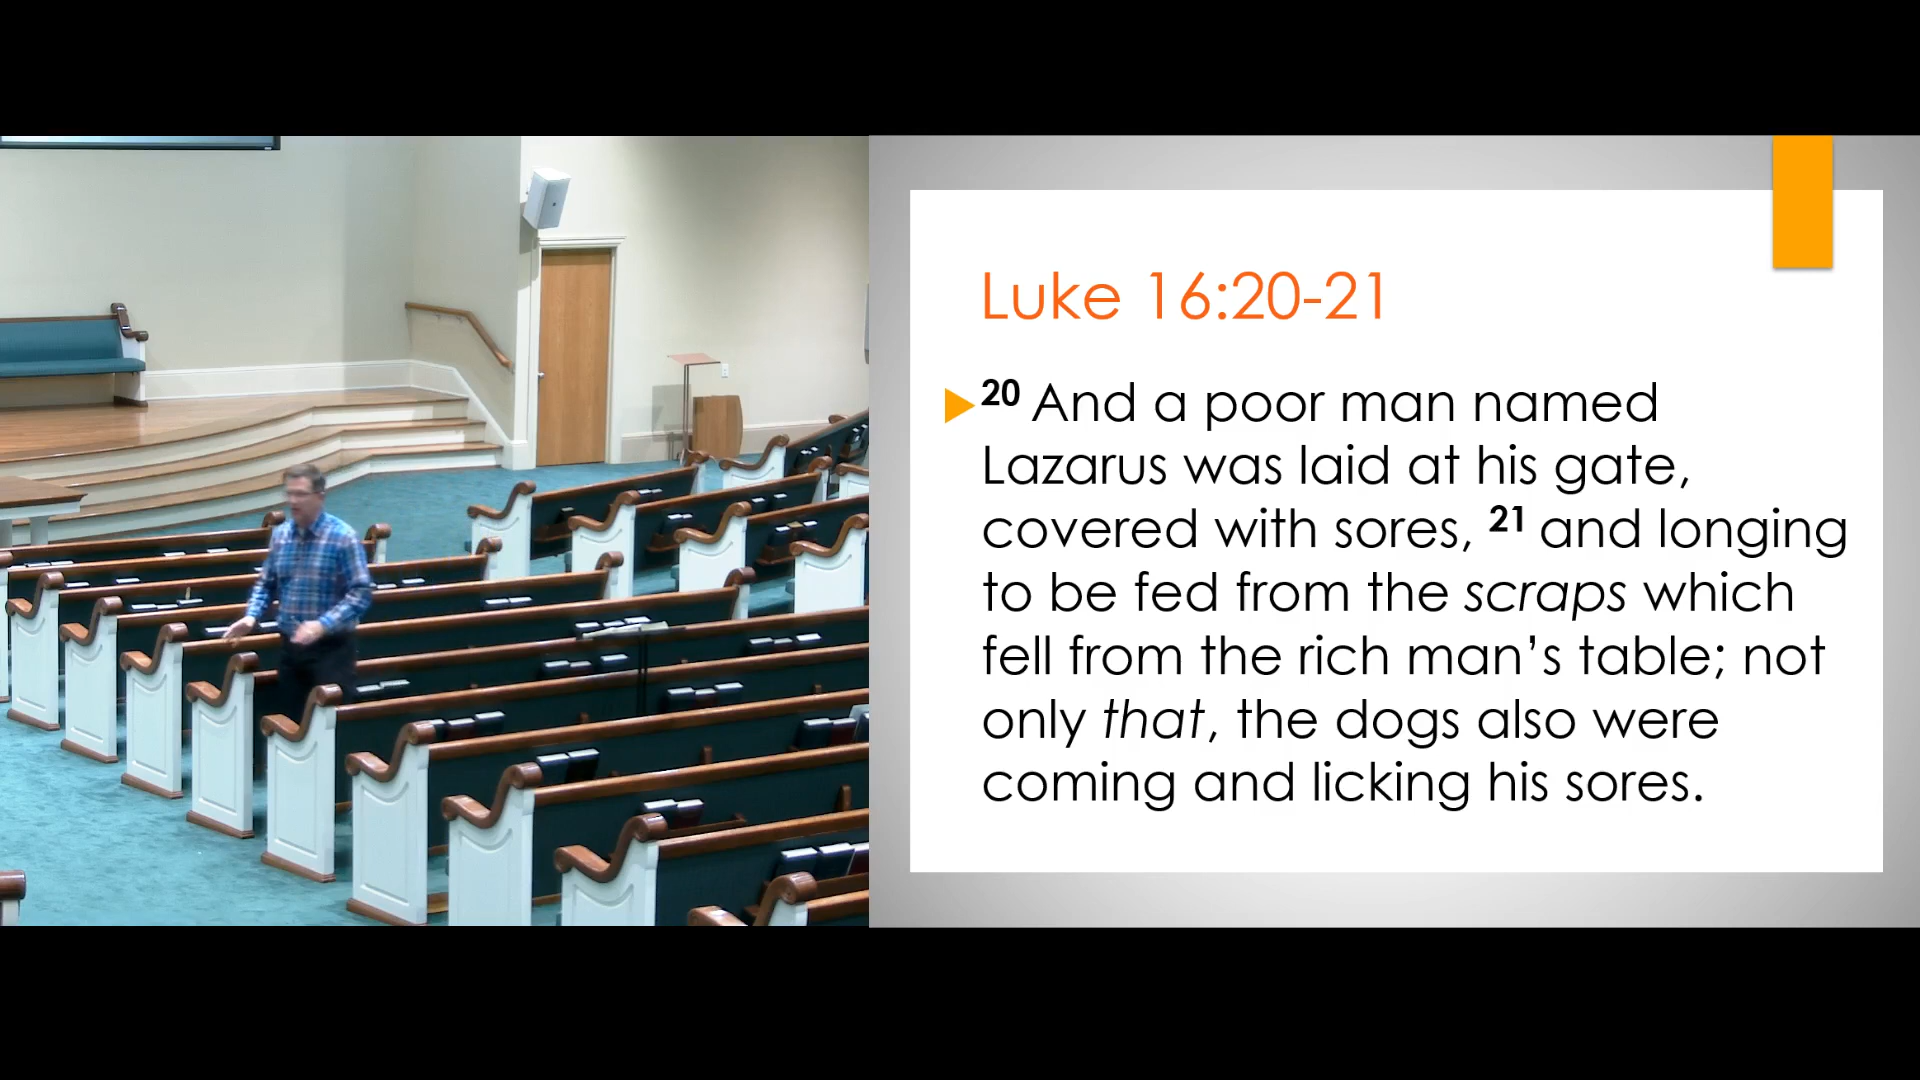 Luke 16:20-21
20 And a poor man named
Lazarus was laid at his gate,
covered with sores, 21 and longing
to be fed from the scraps which
fell from the rich man’s table; not
only that, the dogs also were
coming and licking his sores.